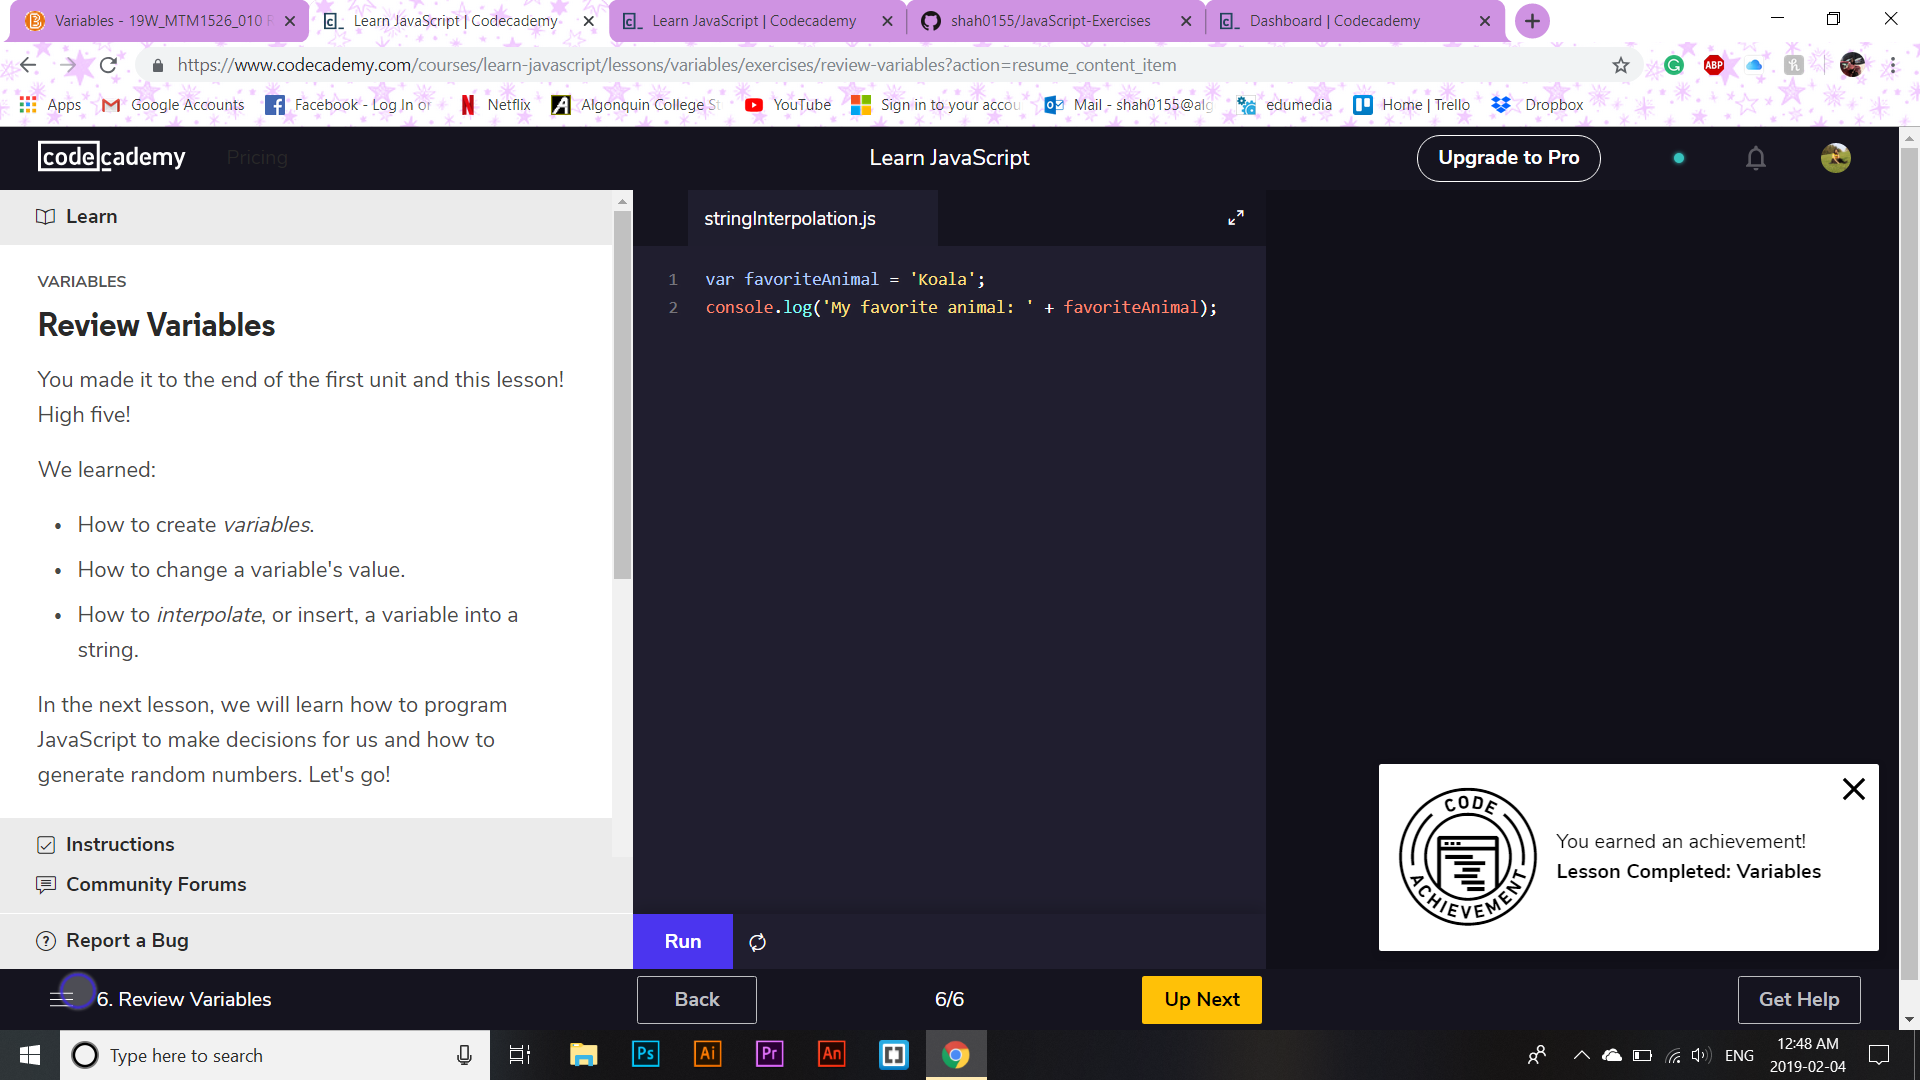 Variables - 19W_MTM1526_010
Learn JavaScript | Codecademy
Learn JavaScript | Codecademy
shah0155/JavaScript-Exercises
Dashboard | Codecademy
https://www.codecademy.com/courses/learn-javascript/lessons/variables/exercises/review-variables?action=resume_content_item
ABP
h
Apps
Google Accounts
Facebook - Log In or
Netflix
Algonquin College St
YouTube
Sign in to your accou
Mail - shah0155@alg
edumedia
Home | Trello
Dropbox
codecademy
Pricing
Learn JavaScript
Upgrade to Pro
Learn
VARIABLES
Review Variables
You made it to the end of the first unit and this lesson!
High five!
We learned:
• How to create variables.
• How to change a variable's value.
• How to interpolate, or insert, a variable into a
string.
In the next lesson, we will learn how to program
JavaScript to make decisions for us and how to
generate random numbers. Let's go!
Instructions
Community Forums
Report a Bug
stringInterpolation.js
1 var favoriteAnimal = 'Koala';
2 console.log('My favorite animal: ' + favoriteAnimal);
Run
CODE ACHIEVEMENT
You earned an achievement!
Lesson Completed: Variables
6. Review Variables
Back
6/6
Up Next
Get Help
Type here to search
Ps
Ai
Pr
An
ENG
12:48 AM
2019-02-04